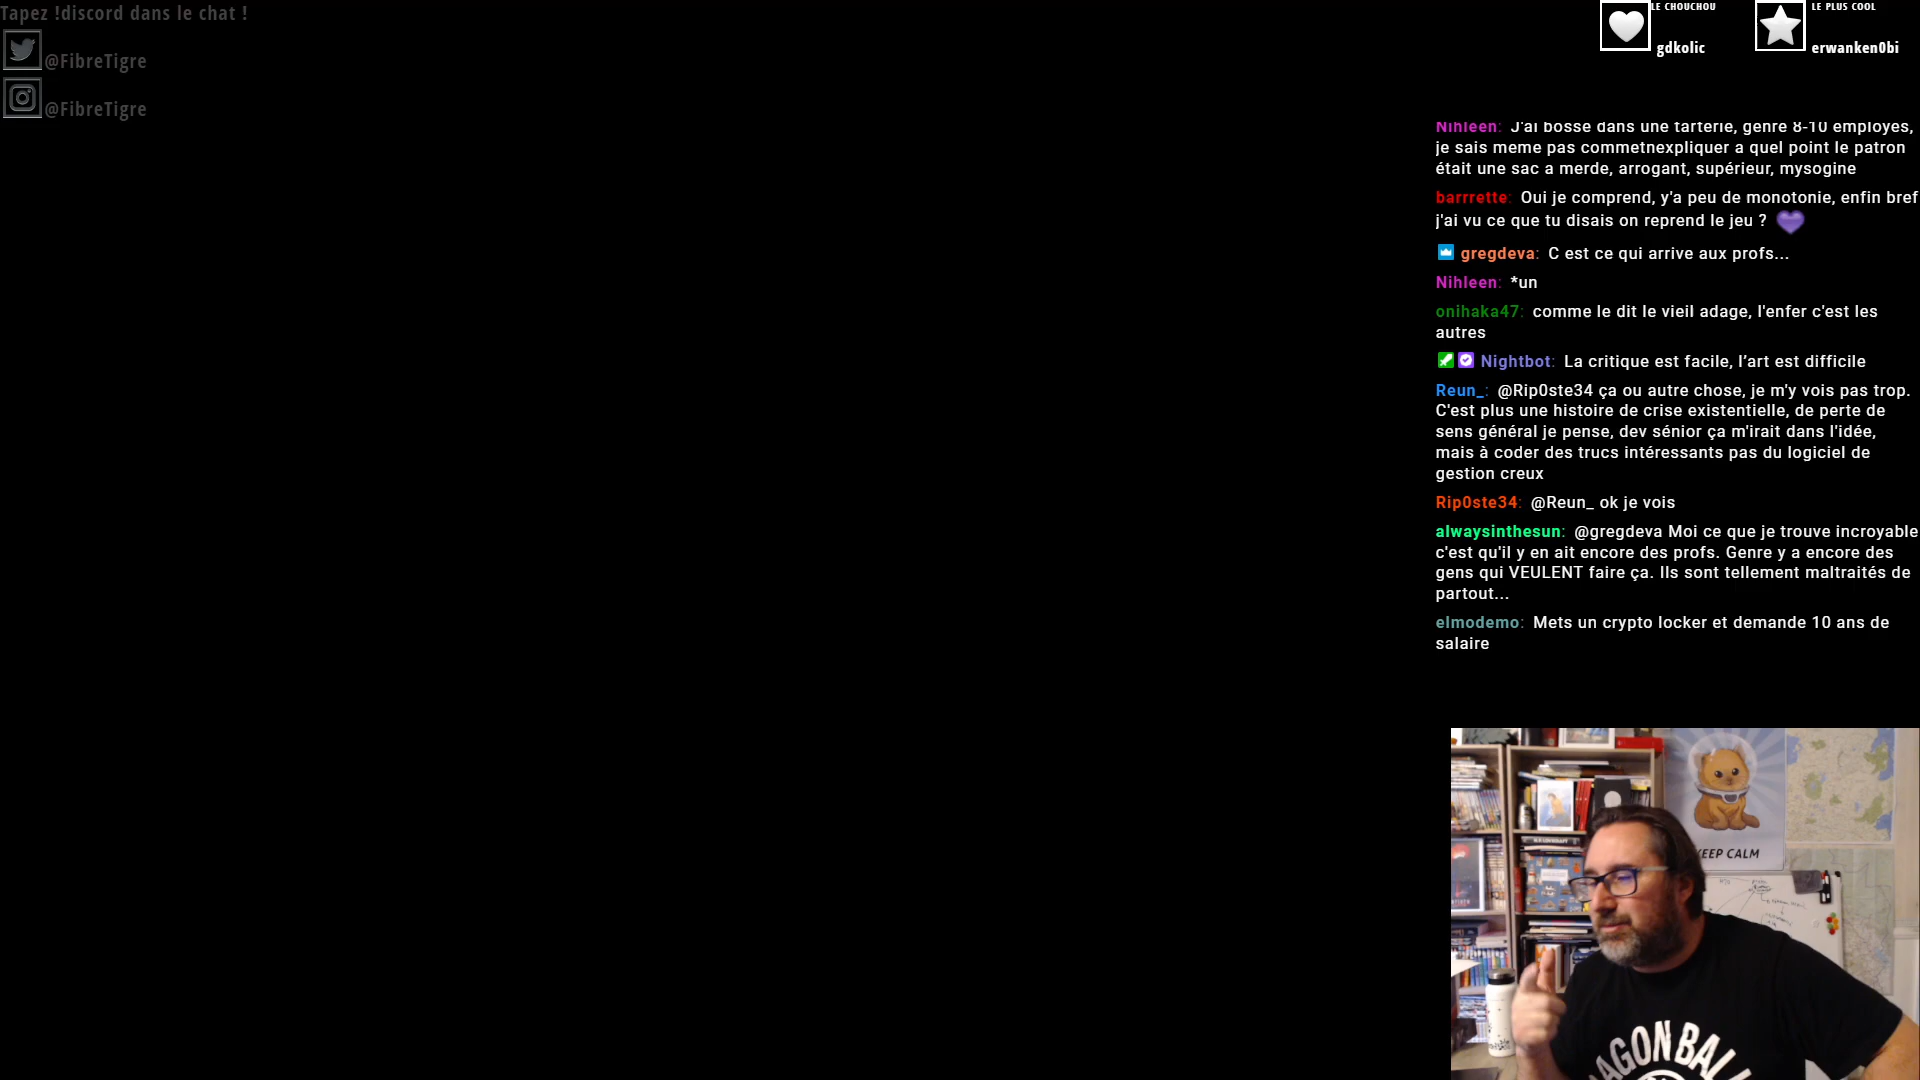 Tapez !discord dans le chat !
@FibreTigre
@FibreTigre
LE CHOUCHOU
gdkolic
LE PLUS COOL
erwanken0bi
Nihleen: J'ai bossé dans une tarterie, genre 8-10 employés,
je sais meme pas commetnexpliquer a quel point le patron
était une sac a merde, arrogant, supérieur, mysogine
barrrette: Oui je comprend, y'a peu de monotonie, enfin bref
j'ai vu ce que tu disais on reprend le jeu ?
gregdeva: C est ce qui arrive aux profs...
Nihleen: *un
onihaka47: comme le dit le vieil adage, l'enfer c'est les
autres
Nightbot: La critique est facile, l’art est difficile
Reun_: @Rip0ste34 ça ou autre chose, je m'y vois pas trop.
C'est plus une histoire de crise existentielle, de perte de
sens général je pense, dev sénior ça m'irait dans l'idée,
mais à coder des trucs intéressants pas du logiciel de
gestion creux
Rip0ste34: @Reun_ ok je vois
alwaysinthesun: @gregdeva Moi ce que je trouve incroyable
c'est qu'il y en ait encore des profs. Genre y a encore des
gens qui VEULENT faire ça. Ils sont tellement maltraités de
partout...
elmodemo: Mets un crypto locker et demande 10 ans de
salaire
KEEP CALM